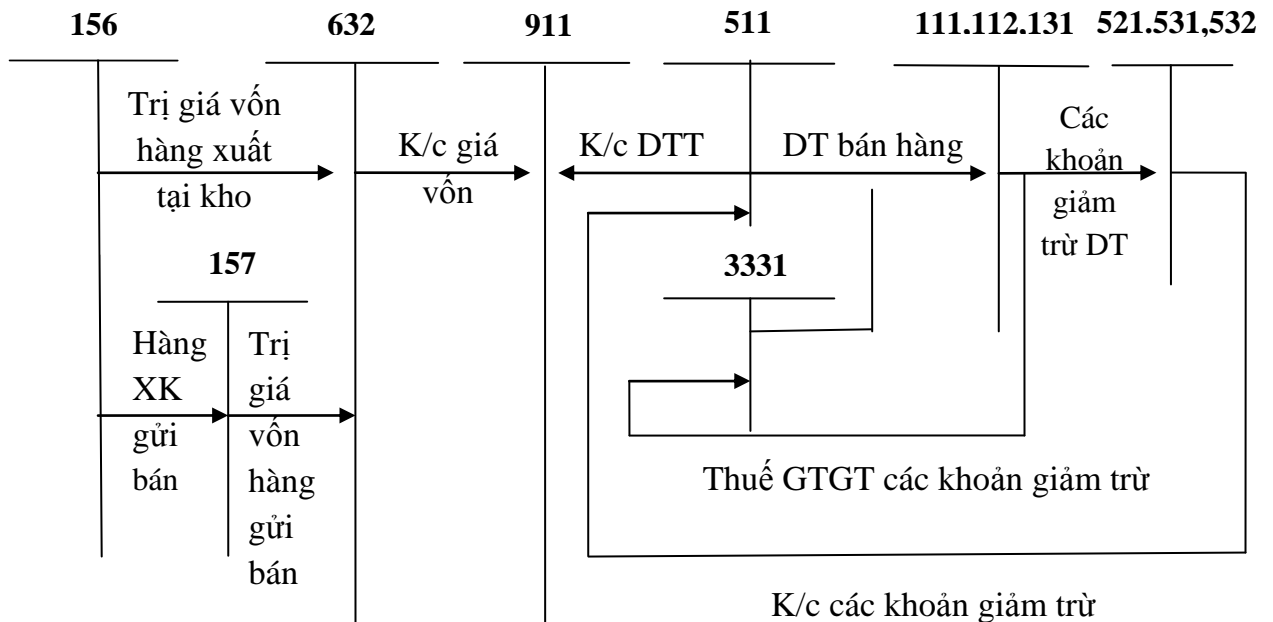 156 632 911 511 111,112,131 521.531,532
Trị giá vốn
hàng xuất
tại kho
K/c giá
vốn
K/c DTT
DT bán hàng
Các
khoản
giảm
trừ DT
157
3331
Hàng
XK
gửi
bán
Trị
giá
vốn
hàng
gửi
bán
Thuế GTGT các khoản giảm trừ
K/c các khoản giảm trừ